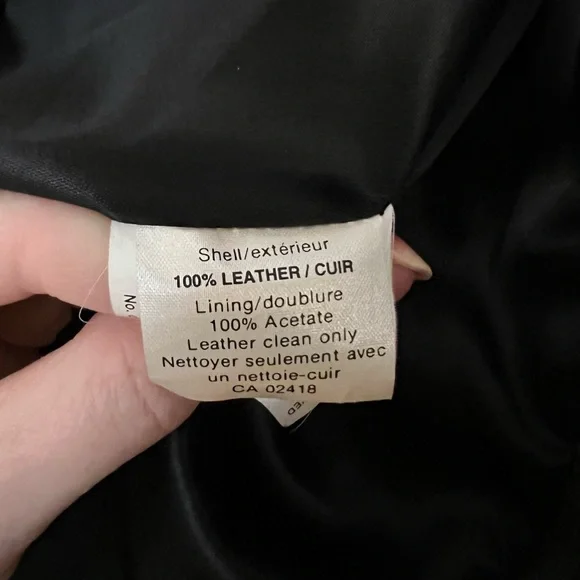 Shell/extérieur
100% LEATHER / CUIR
Lining/doublure
100% Acetate
Leather clean only
Nettoyer seulement avec
un nettoie-cuir
CA 02418
No.